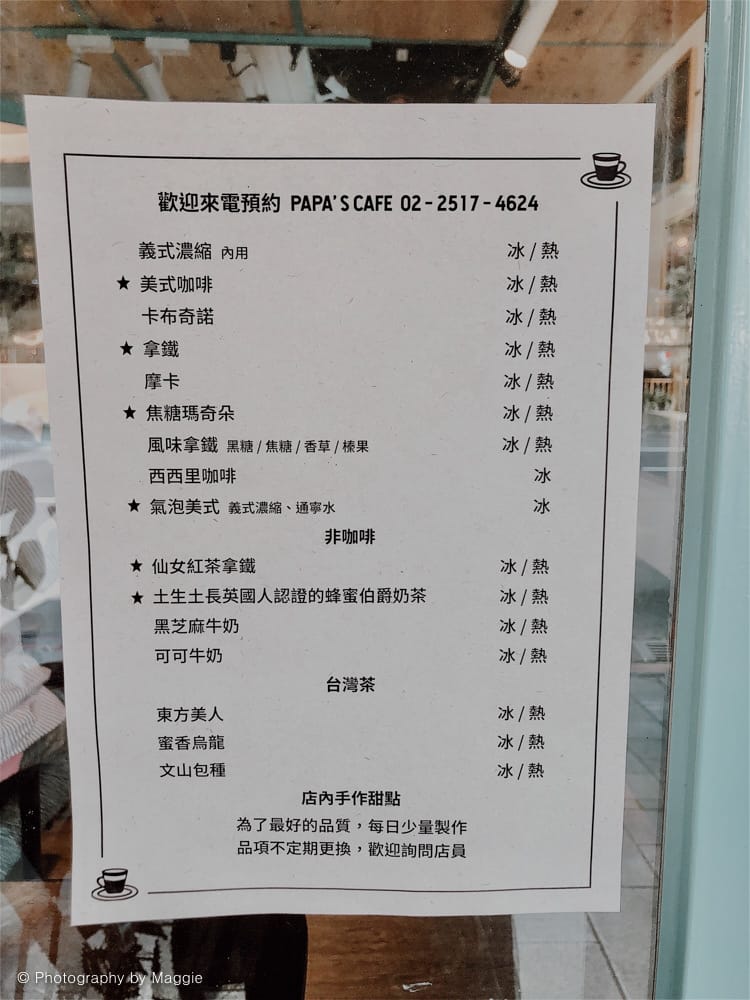 歡迎來電預約 PAPA'S CAFE 02-2517-4624
義式濃縮 內用 冰/熱
★ 美式咖啡 冰/熱
卡布奇諾 冰/熱
★ 拿鐵 冰/熱
摩卡 冰/熱
★ 焦糖瑪奇朵 冰/熱
風味拿鐵 黑糖/焦糖/香草/榛果 冰/熱
西西里咖啡 冰
★ 氣泡美式 義式濃縮、通寧水 冰
非咖啡
★ 仙女紅茶拿鐵 冰/熱
★ 土生土長英國人認證的蜂蜜伯爵奶茶 冰/熱
黑芝麻牛奶 冰/熱
可可牛奶 冰/熱
台灣茶
東方美人 冰/熱
蜜香烏龍 冰/熱
文山包種 冰/熱
店內手作甜點
為了最好的品質，每日少量製作
品項不定期更換，歡迎詢問店員
© Photography by Maggie